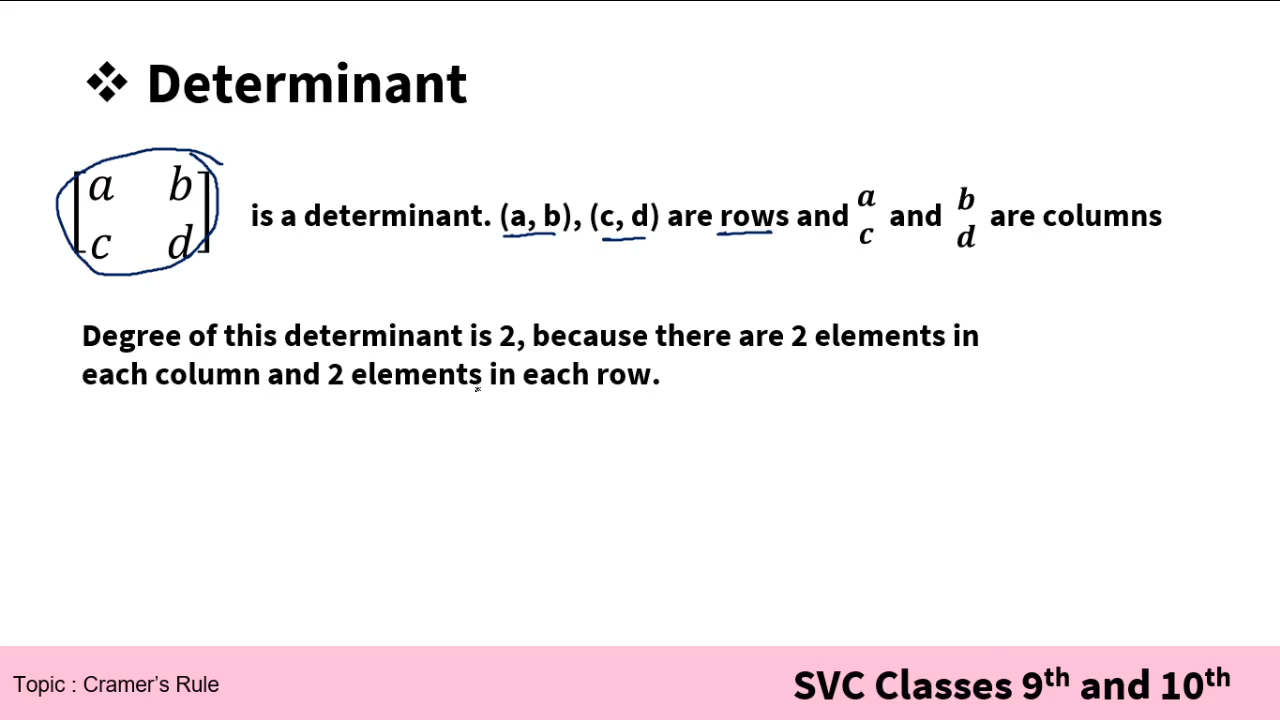 ❖ Determinant
[a b
c d] is a determinant. (a, b), (c, d) are rows and a c and b d are columns
Degree of this determinant is 2, because there are 2 elements in
each column and 2 elements in each row.
Topic : Cramer’s Rule
SVC Classes 9th and 10th